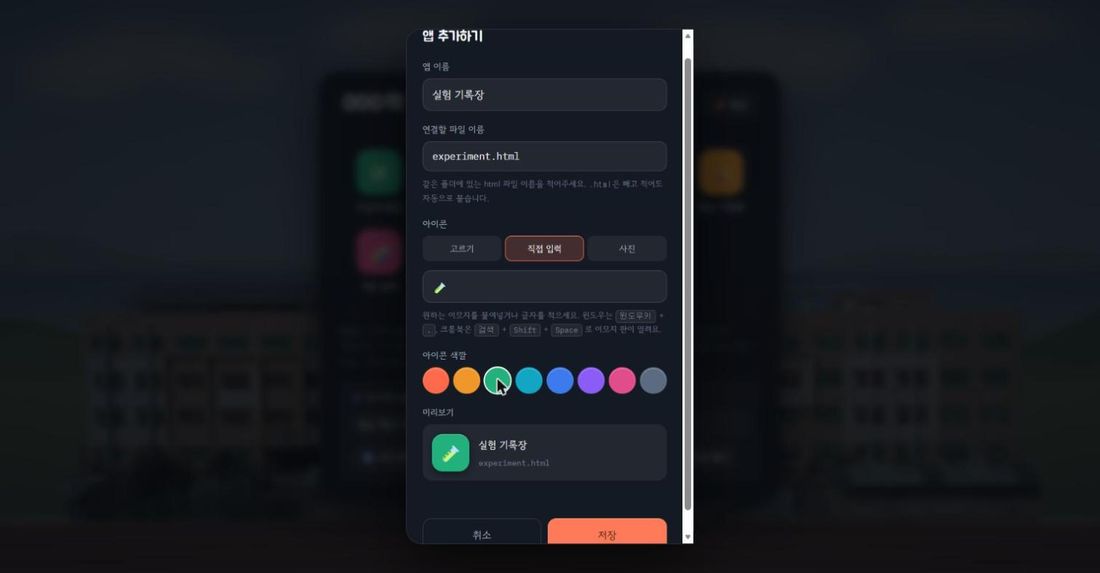 앱 추가하기
앱 이름
실험 기록장
연결할 파일 이름
experiment.html
같은 폴더에 있는 html 파일 이름을 적어주세요. .html은 빼고 적어도
자동으로 붙습니다.
아이콘
고르기 직접 입력 사진
원하는 이모지를 붙여넣거나 글자를 적으세요. 윈도우는 윈도우키 +
., 크롬북은 검색 + Shift + Space 로 이모지 판이 열려요.
아이콘 색깔
미리보기
실험 기록장
experiment.html
취소 저장